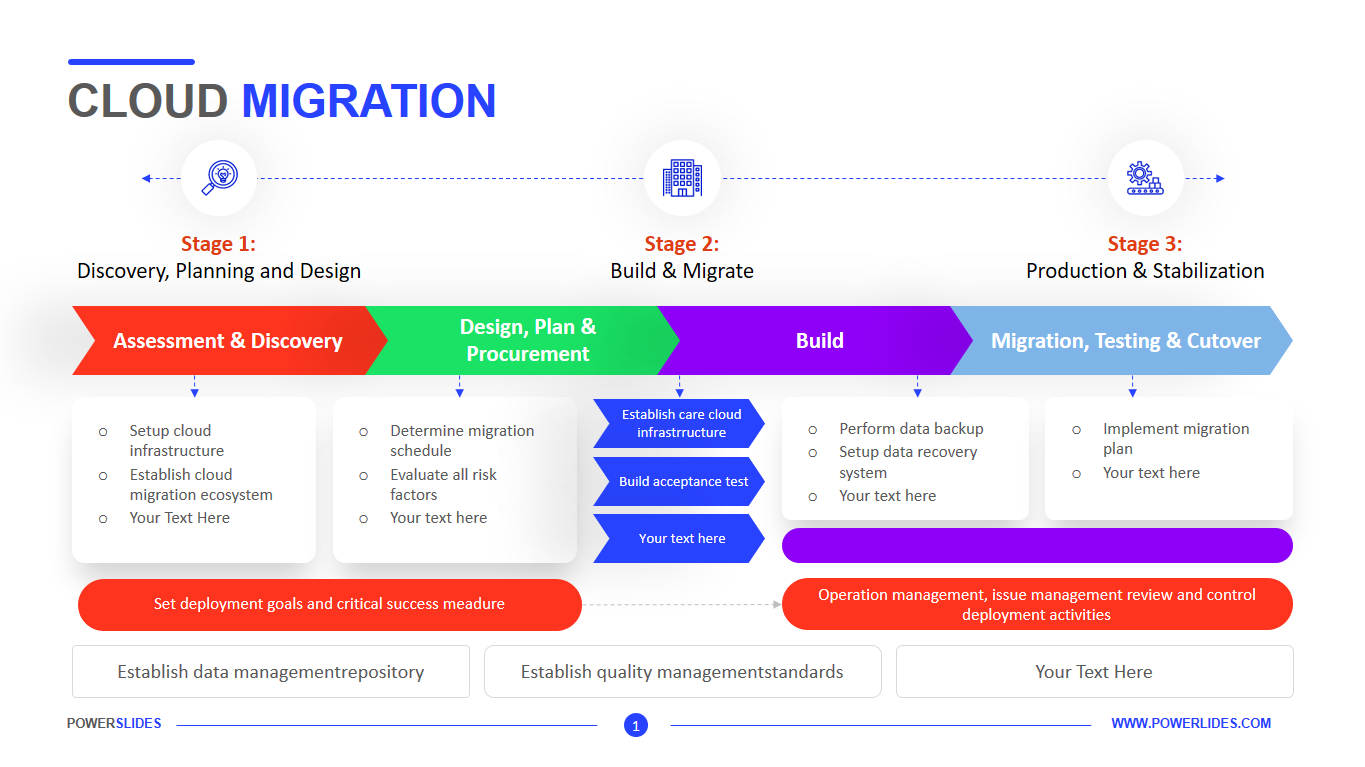 CLOUD MIGRATION
Stage 1:
Discovery, Planning and Design
Stage 2:
Build & Migrate
Stage 3:
Production & Stabilization
Assessment & Discovery
Design, Plan &
Procurement
Build
Migration, Testing & Cutover
Setup cloud
infrastructure
Establish cloud
migration ecosystem
Your Text Here
Determine migration
schedule
Evaluate all risk
factors
Your text here
Establish care cloud
infrastrructure
Build acceptance test
Your text here
Perform data backup
Setup data recovery
system
Your text here
Implement migration
plan
Your text here
Set deployment goals and critical success meadure
Operation management, issue management review and control
deployment activities
Establish data managementrepository
Establish quality managementstandards
Your Text Here
POWERSLIDES
1
WWW.POWERLIDES.COM